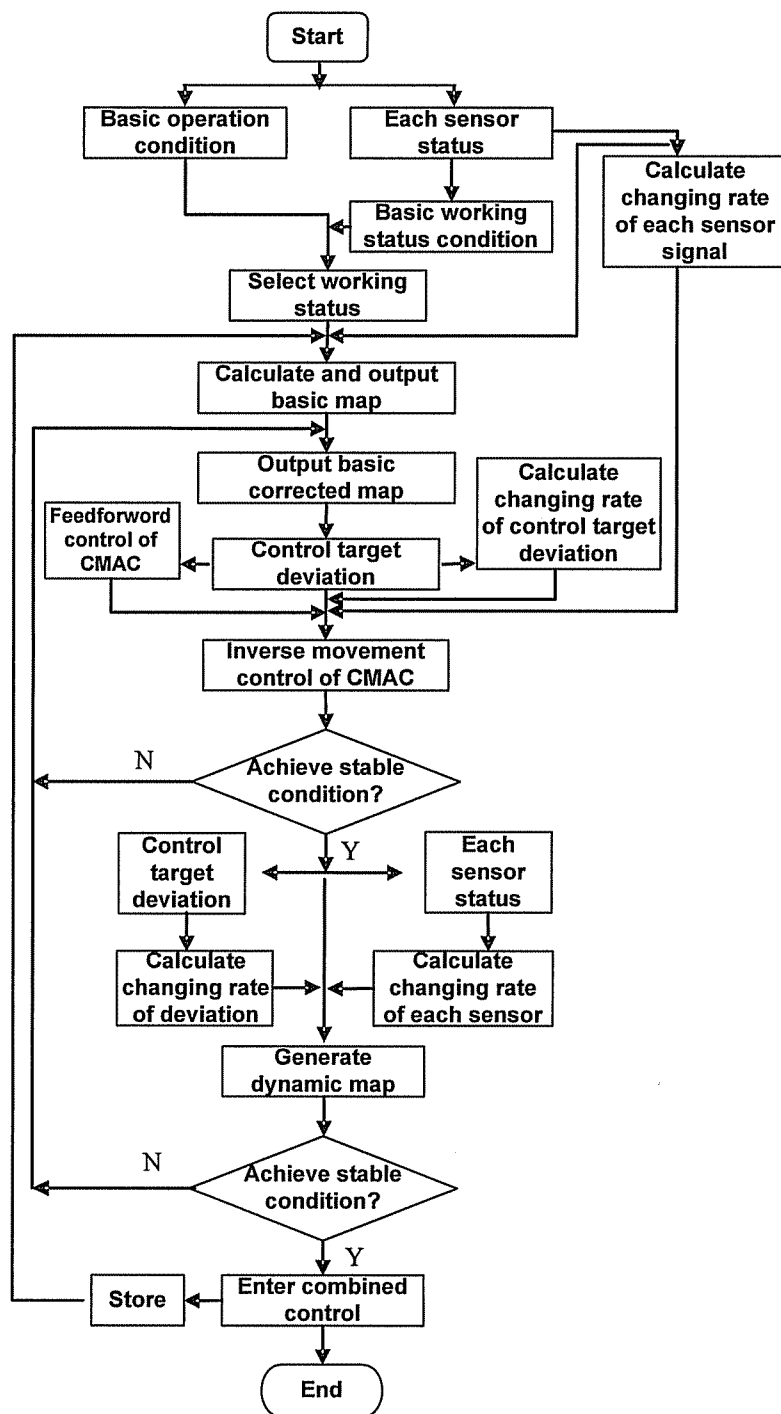 Start
Basic operation
condition
Each sensor
status
Calculate
changing rate
of each sensor
signal
Basic working
status condition
Select working
status
Calculate and output
basic map
Output basic
corrected map
Calculate
changing rate
of control target
deviation
Feedforword
control of
CMAC
Control target
deviation
Inverse movement
control of CMAC
N
Achieve stable
condition?
Y
Control
target
deviation
Each
sensor
status
Calculate
changing rate
of deviation
Calculate
changing rate
of each sensor
Generate
dynamic map
N
Achieve stable
condition?
Y
Store
Enter combined
control
End